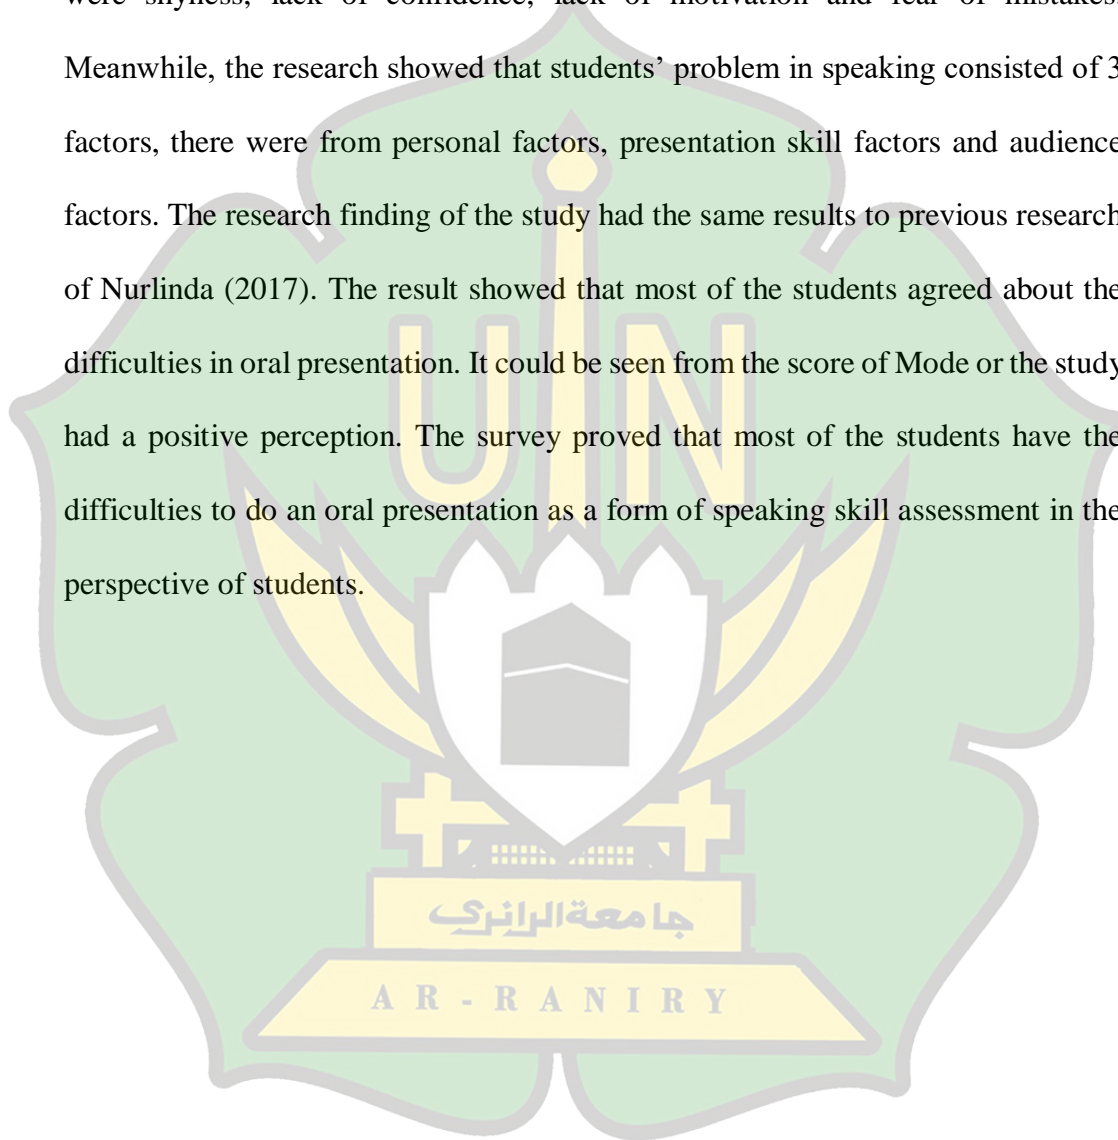 were shyness, lack of confidence, lack of motivation and fear of mistakes.
Meanwhile, the research showed that students’ problem in speaking consisted of 3
factors, there were from personal factors, presentation skill factors and audience
factors. The research finding of the study had the same results to previous research
of Nurlinda (2017). The result showed that most of the students agreed about the
difficulties in oral presentation. It could be seen from the score of Mode or the study
had a positive perception. The survey proved that most of the students have the
difficulties to do an oral presentation as a form of speaking skill assessment in the
perspective of students.
UIN
جامعة الرانري
AR-RANIRY